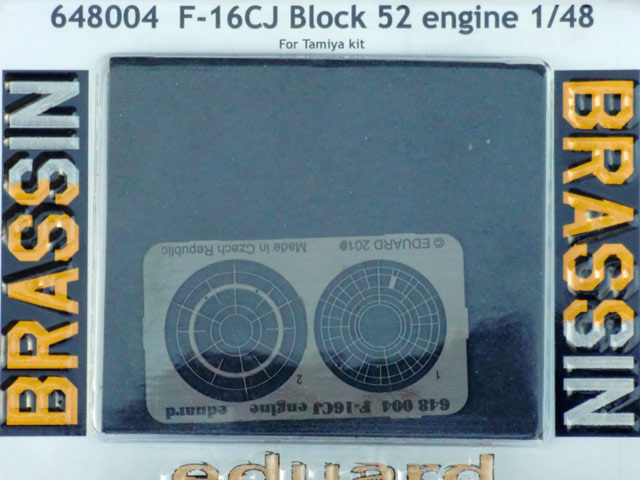 648004 F-16CJ Block 52 engine 1/48
For Tamiya kit
BRASSIN
BRASSIN
© EDUARD 2010
Made in Czech Republic
1
2
648 004 F-16CJ engine eduard
eduard